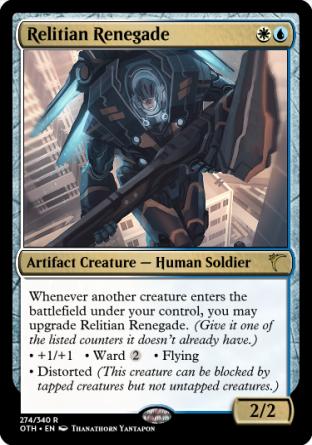 Relitian Renegade
Artifact Creature — Human Soldier
Whenever another creature enters the
battlefield under your control, you may
upgrade Relitian Renegade. (Give it one of
the listed counters it doesn't already have.)
• +1/+1 • Ward 2 • Flying
• Distorted (This creature can be blocked by
tapped creatures but not untapped creatures.)
2/2
274/340 R
OTH • EN Thanathorn Yantapon